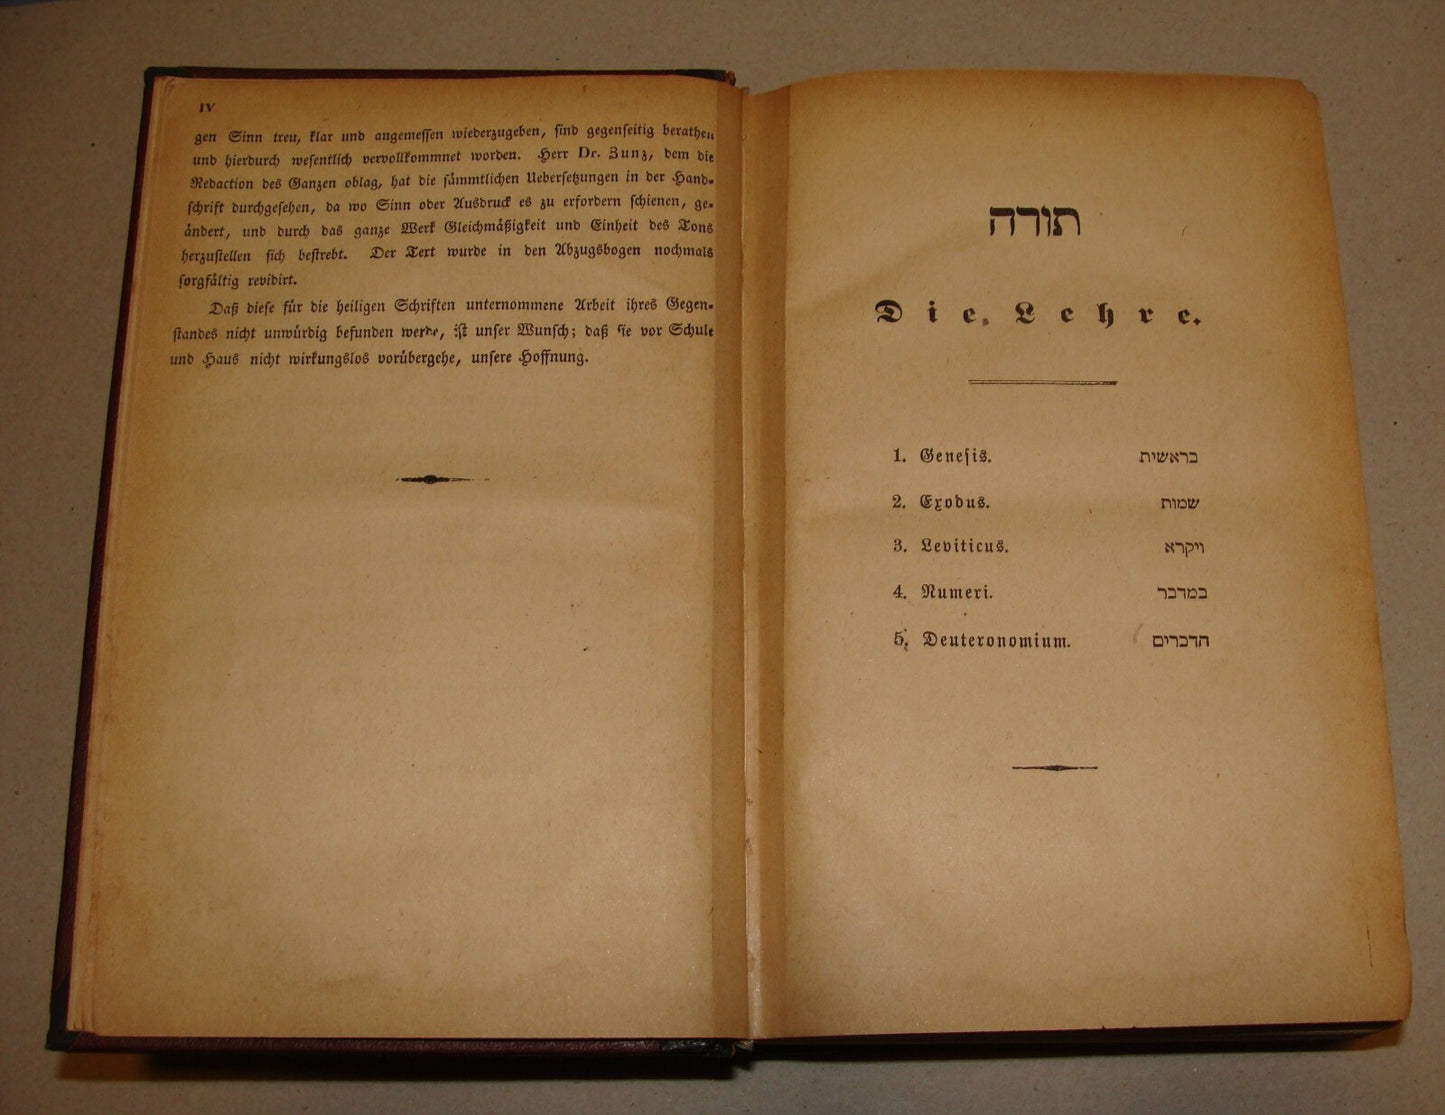 IV
gen Sinn treu, klar und angemessen wiederzugeben, sind gegenseitig berathen
und hierdurch wesentlich vervollkommnet worden. Herr Dr. Zunz, dem die
Redaction des Ganzen oblag, hat die sämmtlichen Uebersetzungen in der Hand-
schrift durchgesehen, da wo Sinn oder Ausdruck es zu erfordern schienen, ge-
ändert, und durch das ganze Werk Gleichmäßigkeit und Einheit des Tons
herzustellen sich bestrebt. Der Text wurde in den Abzugsbogen nochmals
sorgfältig revidirt.
Daß diese für die heiligen Schriften unternommene Arbeit ihres Gegen-
standes nicht unwürdig befunden werde, ist unser Wunsch; daß sie vor Schule
und Haus nicht wirkungslos vorübergehe, unsere Hoffnung.
תורה
Die Lehre.
1. Genesis. בראשית
2. Exodus. שמות
3. Leviticus. ויקרא
4. Numeri. במדבר
5. Deuteronomium. הדברים